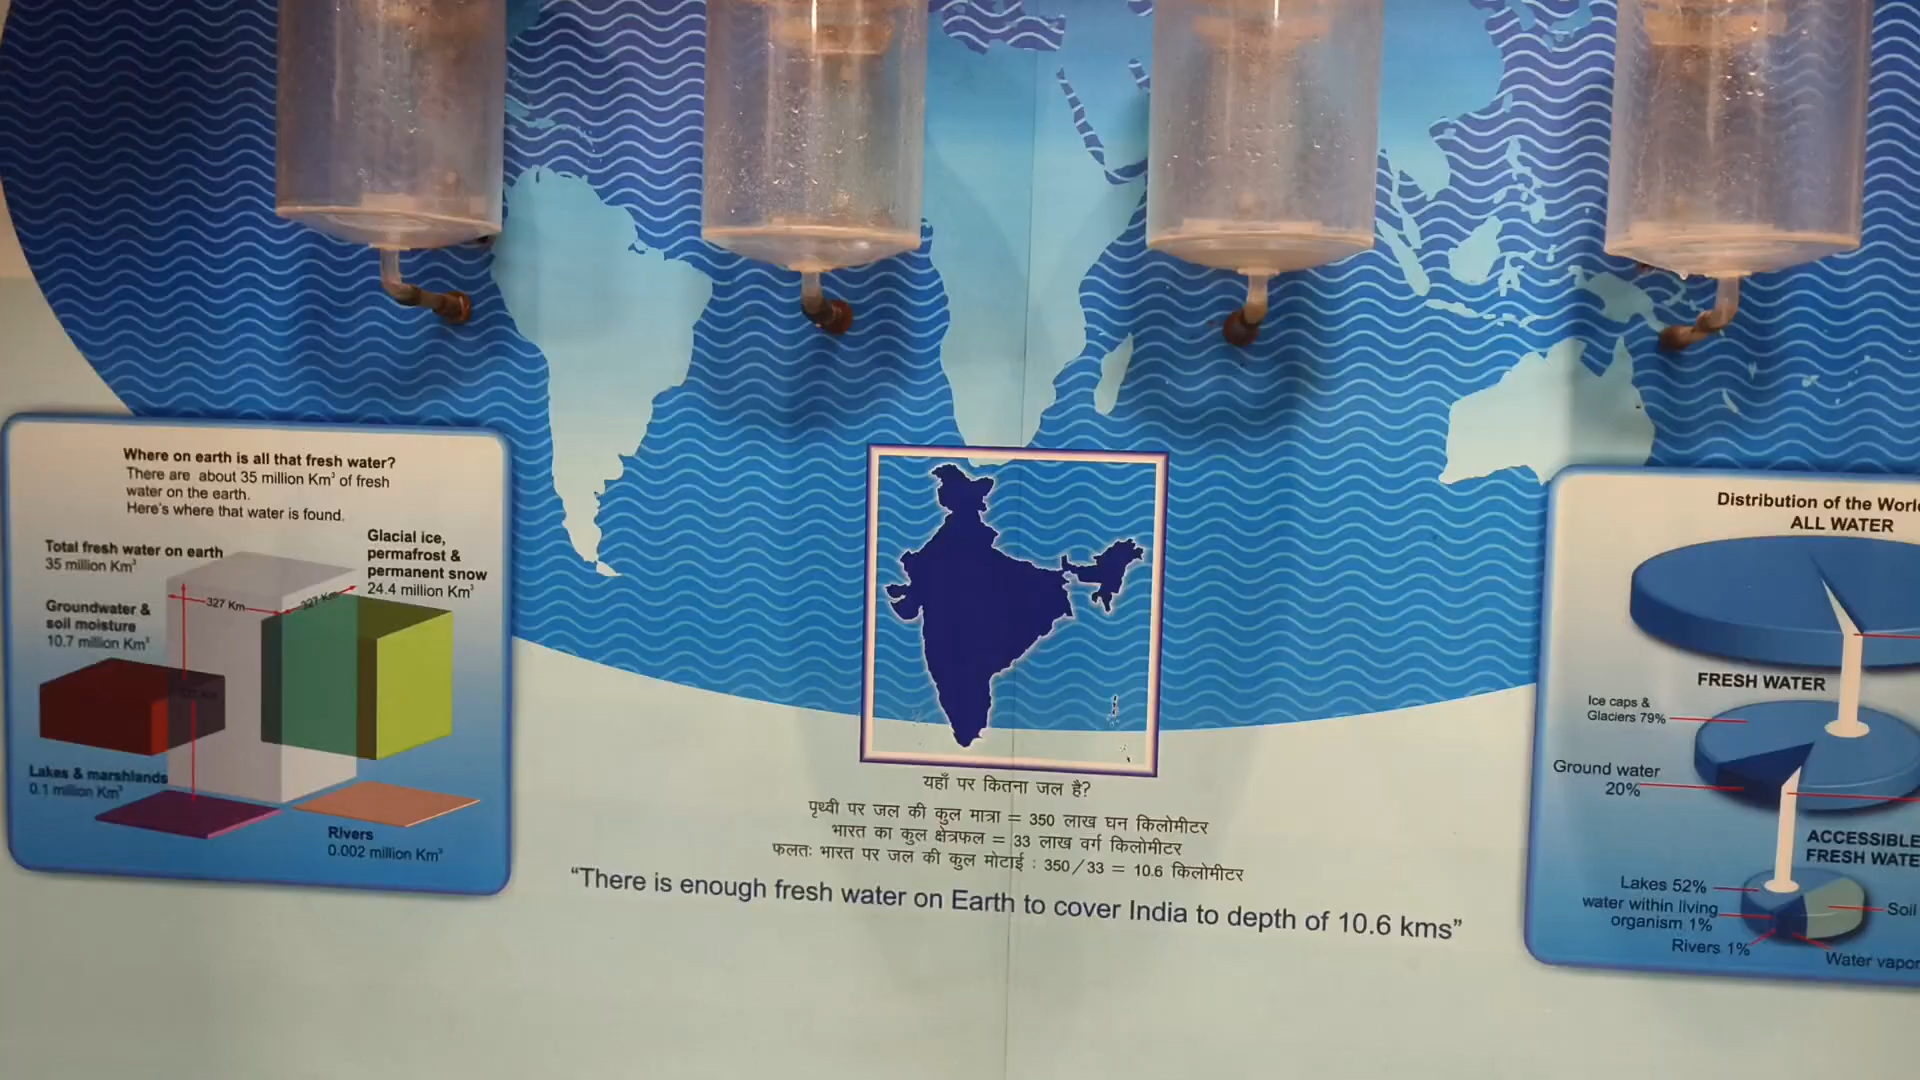 Where on earth is all that fresh water?
There are about 35 million Km³ of fresh
water on the earth.
Here's where that water is found.
Total fresh water on earth
35 million Km³
Glacial ice,
permafrost &
permanent snow
24.4 million Km³
327 Km
327 Km
Groundwater &
soil moisture
10.7 million Km³
Lakes & marshlands
0.1 million Km³
Rivers
0.002 million Km³
यहाँ पर कितना जल है?
पृथ्वी पर जल की कुल मात्रा = 350 लाख घन किलोमीटर
भारत का कुल क्षेत्रफल = 33 लाख वर्ग किलोमीटर
फलतः भारत पर जल की कुल मोटाई : 350/33 = 10.6 किलोमीटर
“There is enough fresh water on Earth to cover India to depth of 10.6 kms”
Distribution of the
ALL WATER
FRESH WATER
Ice caps &
Glaciers 79%
Ground water
20%
ACCESSIBLE
FRESH
Lakes 52%
water within living
organism 1%
Rivers 1%
Soil
Water